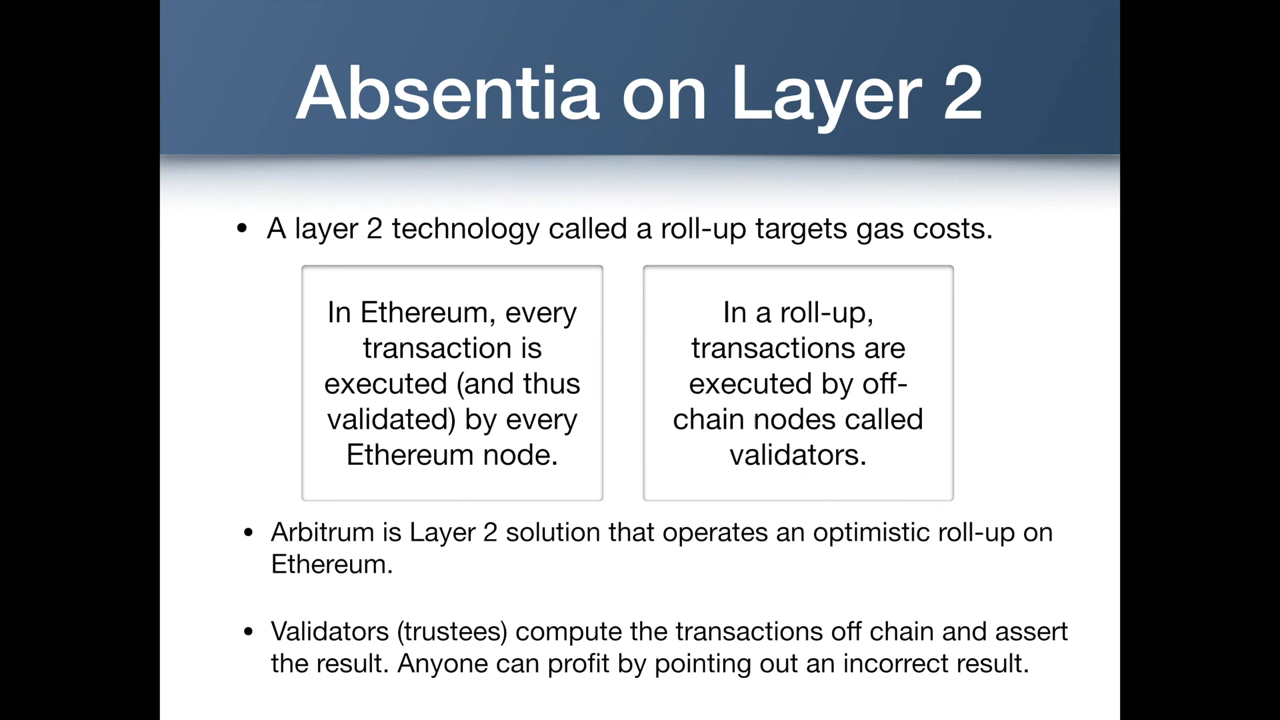 Absentia on Layer 2
• A layer 2 technology called a roll-up targets gas costs.
In Ethereum, every
transaction is
executed (and thus
validated) by every
Ethereum node.
In a roll-up,
transactions are
executed by off-
chain nodes called
validators.
• Arbitrum is Layer 2 solution that operates an optimistic roll-up on
Ethereum.
• Validators (trustees) compute the transactions off chain and assert
the result. Anyone can profit by pointing out an incorrect result.